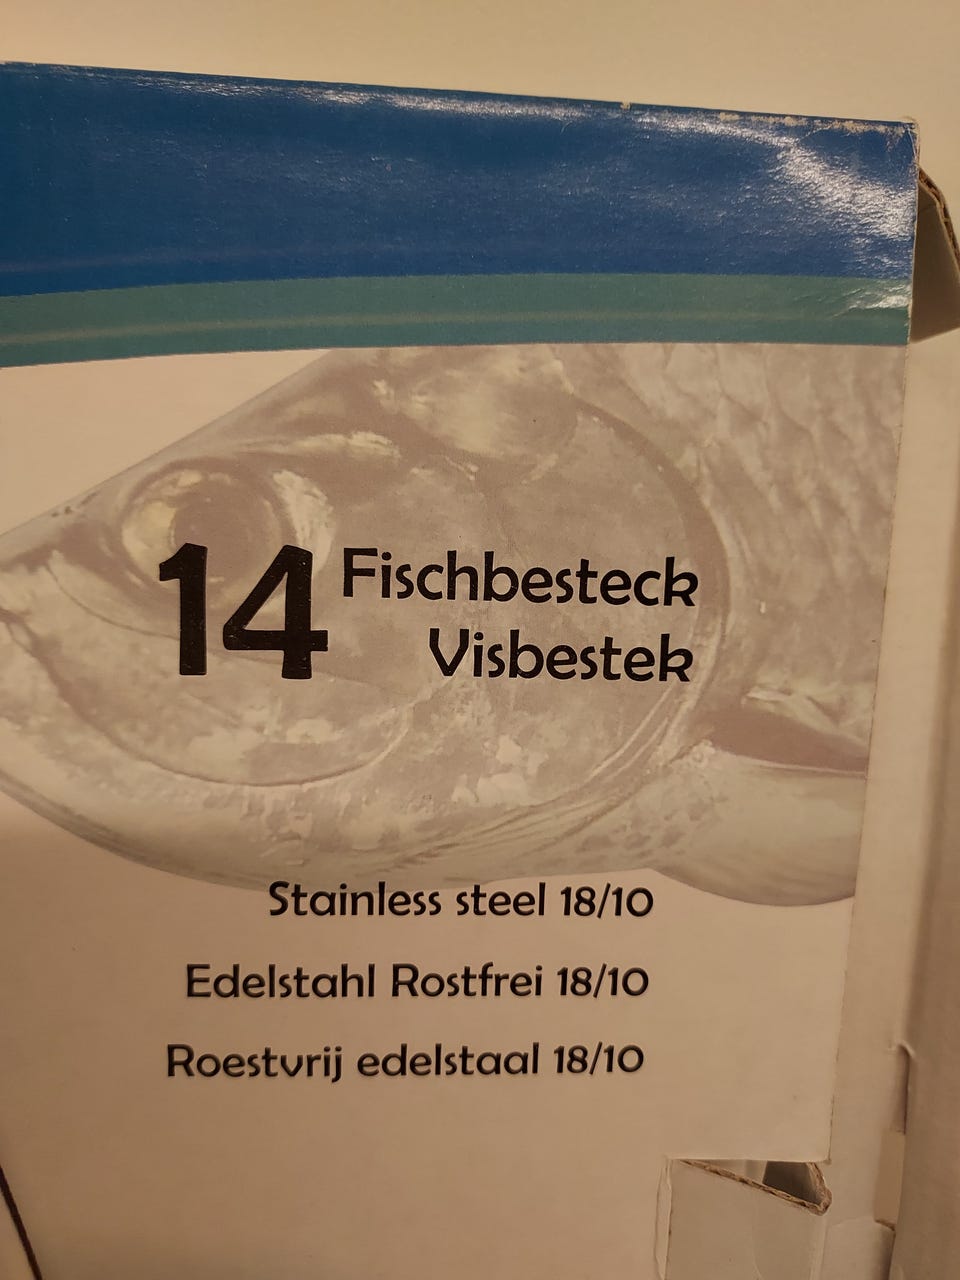 14 Fischbesteck
Visbestek
Stainless steel 18/10
Edelstahl Rostfrei 18/10
Roestvrij edelstaal 18/10